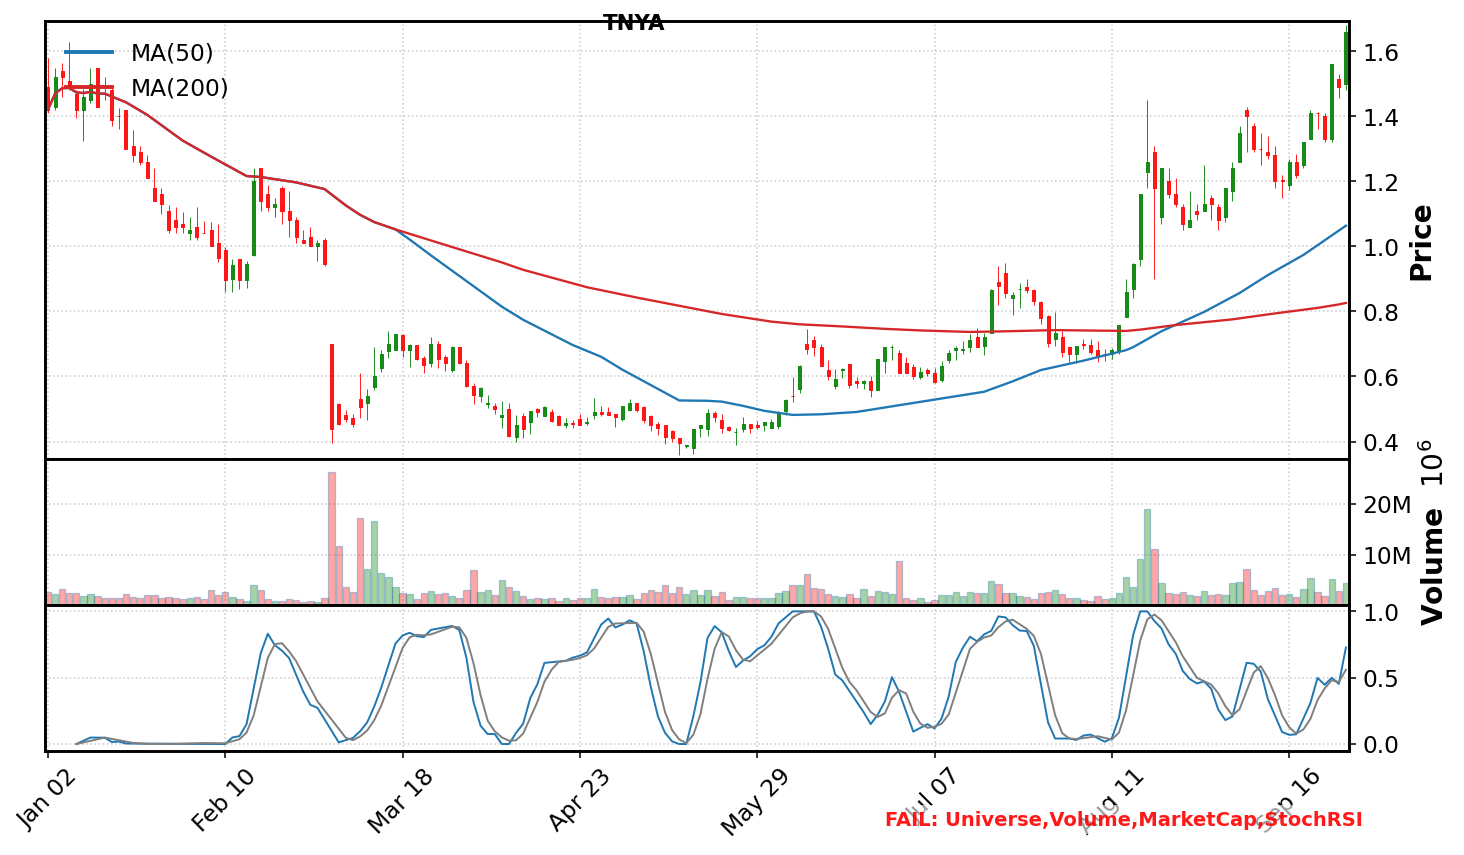 TNYA
MA(50)
MA(200)
1.6
1.4
1.2
1.0
0.8
0.6
0.4
Price
20M
10M
Volume 10^6
1.0
0.5
0.0
Jan 02
Feb 10
Mar 18
Apr 23
May 29
Jul 07
Aug 11
Sep 16
FAIL: Universe,Volume,MarketCap,StochRSI